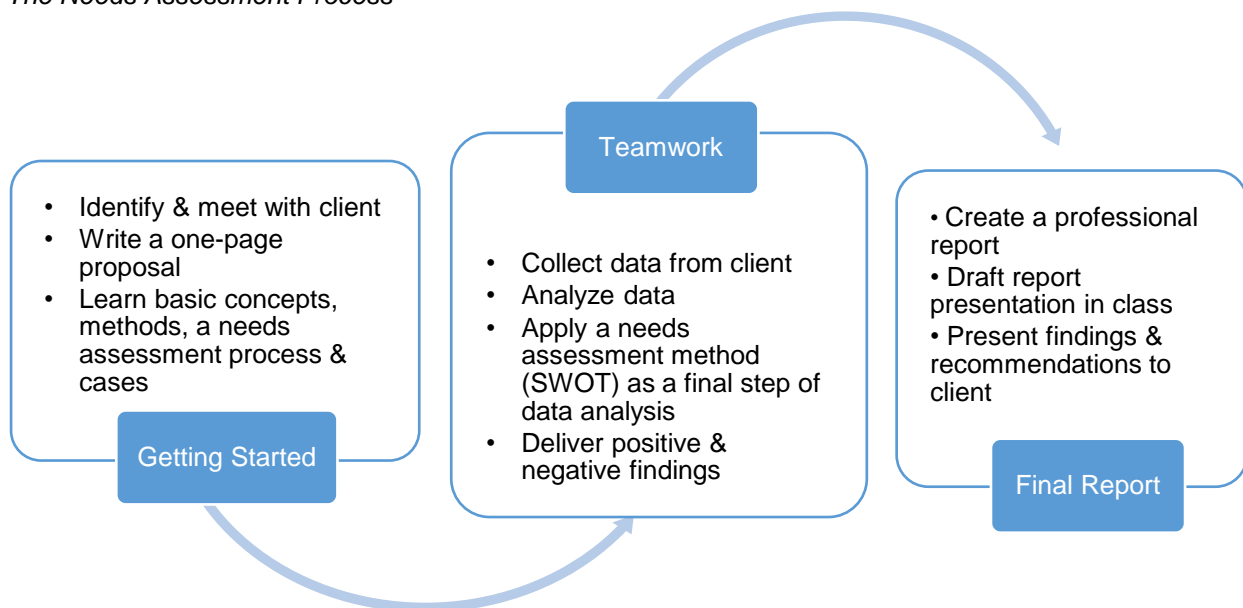 The Needs Assessment Process
• Identify & meet with client
• Write a one-page
proposal
• Learn basic concepts,
methods, a needs
assessment process &
cases
Getting Started
Teamwork
• Collect data from client
• Analyze data
• Apply a needs
assessment method
(SWOT) as a final step of
data analysis
• Deliver positive &
negative findings
• Create a professional
report
• Draft report
presentation in class
• Present findings &
recommendations to
client
Final Report